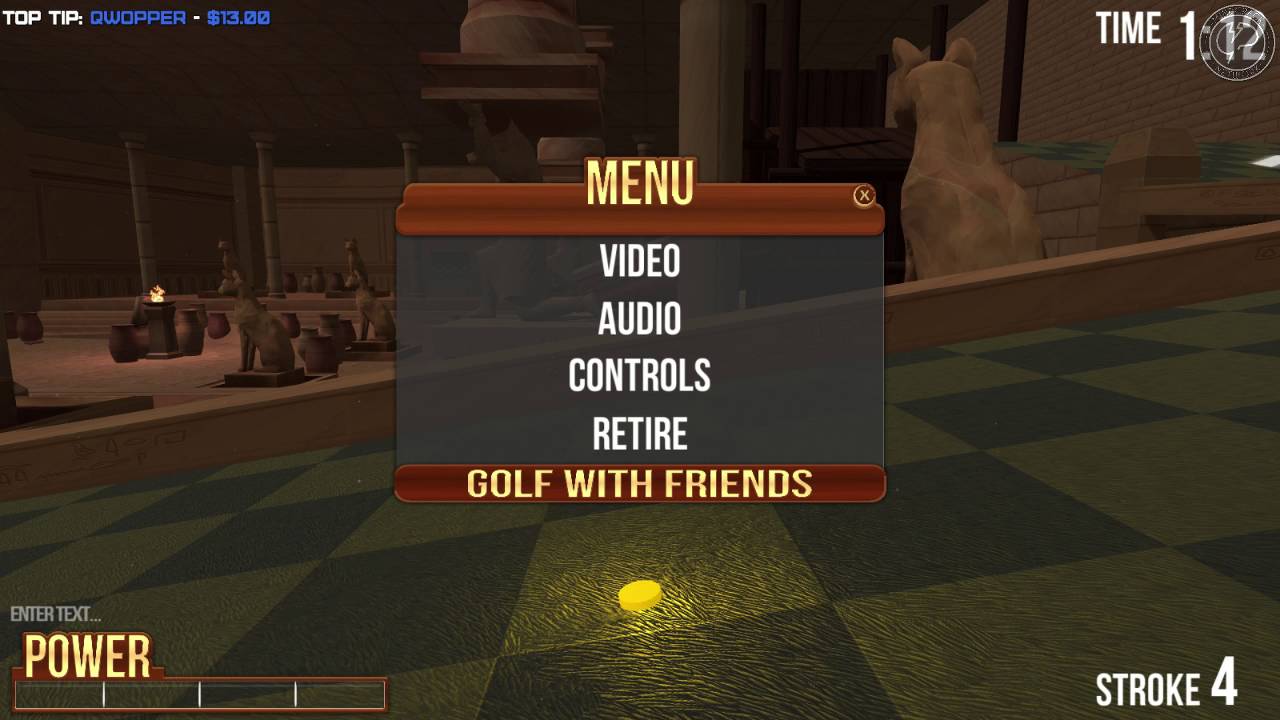 TOP TIP: QWOPPER - $13.00
TIME 1:12
MENU
VIDEO
AUDIO
CONTROLS
RETIRE
GOLF WITH FRIENDS
ENTER TEXT...
POWER
STROKE 4